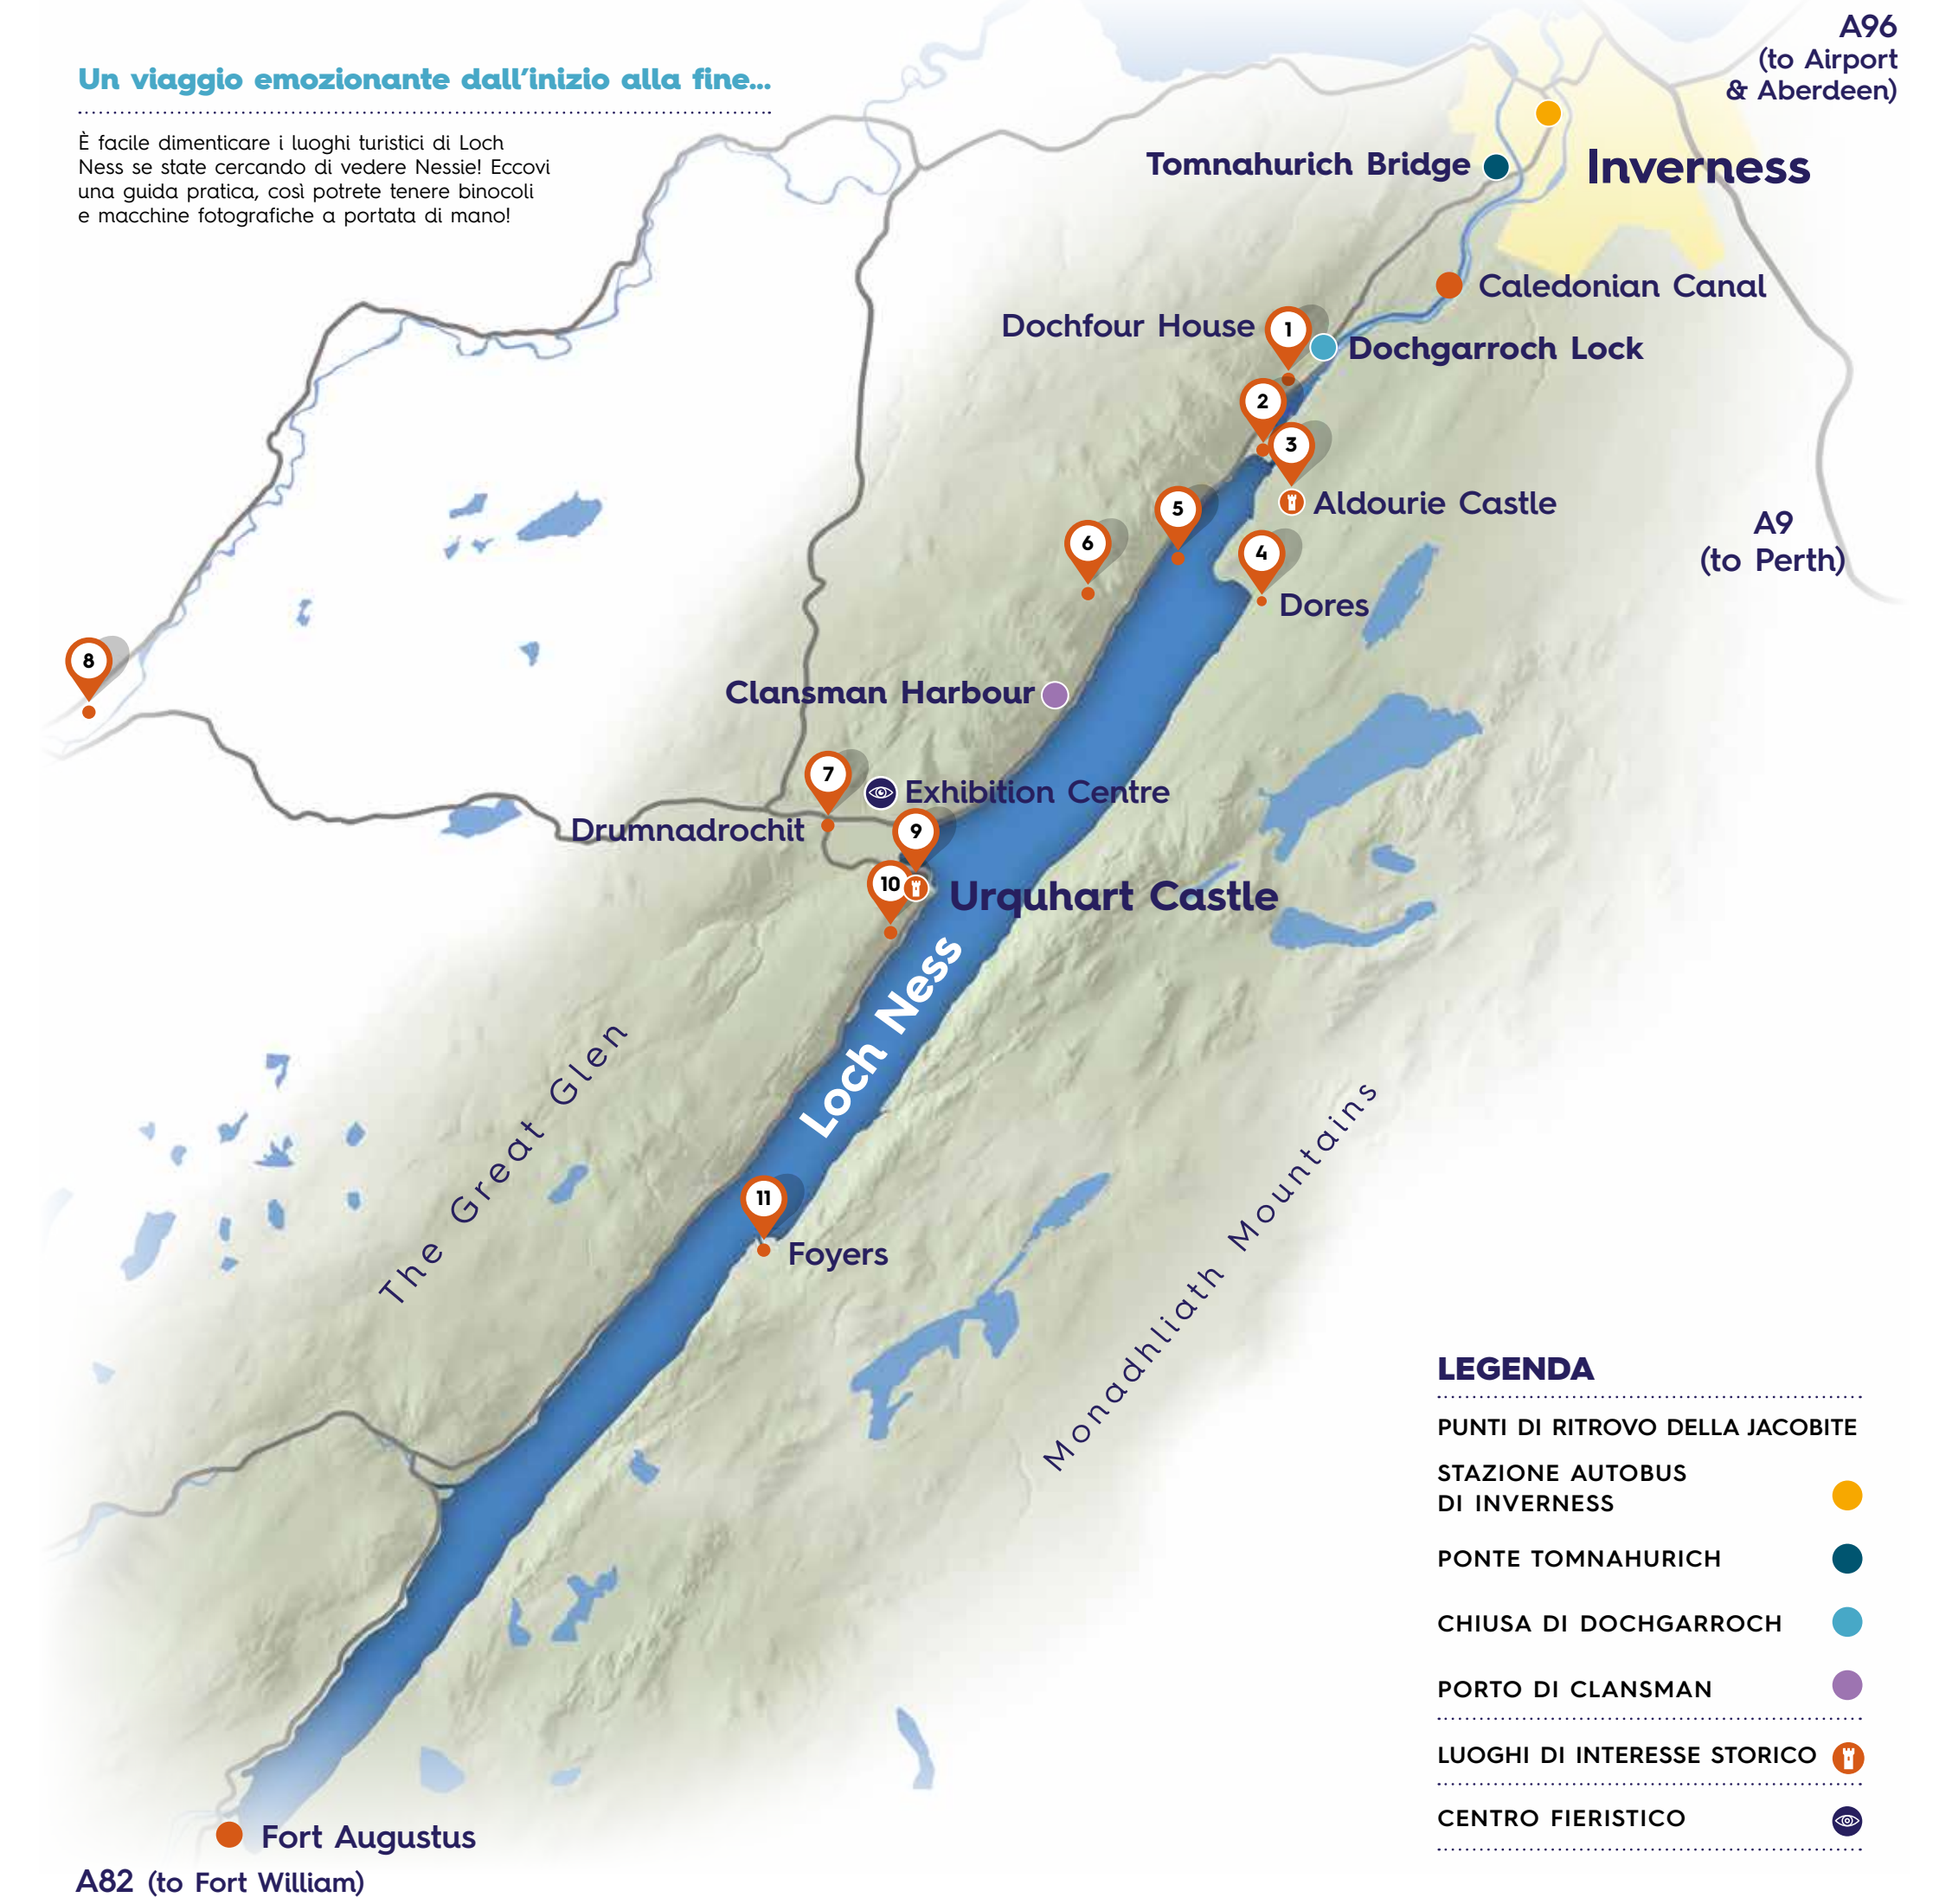 Un viaggio emozionante dall'inizio alla fine...
È facile dimenticare i luoghi turistici di Loch
Ness se state cercando di vedere Nessie! Eccovi
una guida pratica, così potrete tenere binocoli
e macchine fotografiche a portata di mano!
A96
(to Airport
& Aberdeen)
Tomnahurich Bridge
Inverness
Caledonian Canal
Dochfour House
1
Dochgarroch Lock
2
3
Aldourie Castle
5
A9
(to Perth)
6
4
Dores
8
Clansman Harbour
7
Exhibition Centre
Drumnadrochit
9
10
Urquhart Castle
Loch Ness
The Great Glen
Monadhliath Mountains
11
Foyers
LEGENDA
PUNTI DI RITROVO DELLA JACOBITE
STAZIONE AUTOBUS
DI INVERNESS
PONTE TOMNAHURICH
CHIUSA DI DOCHGARROCH
PORTO DI CLANSMAN
LUOGHI DI INTERESSE STORICO
CENTRO FIERISTICO
Fort Augustus
A82 (to Fort William)